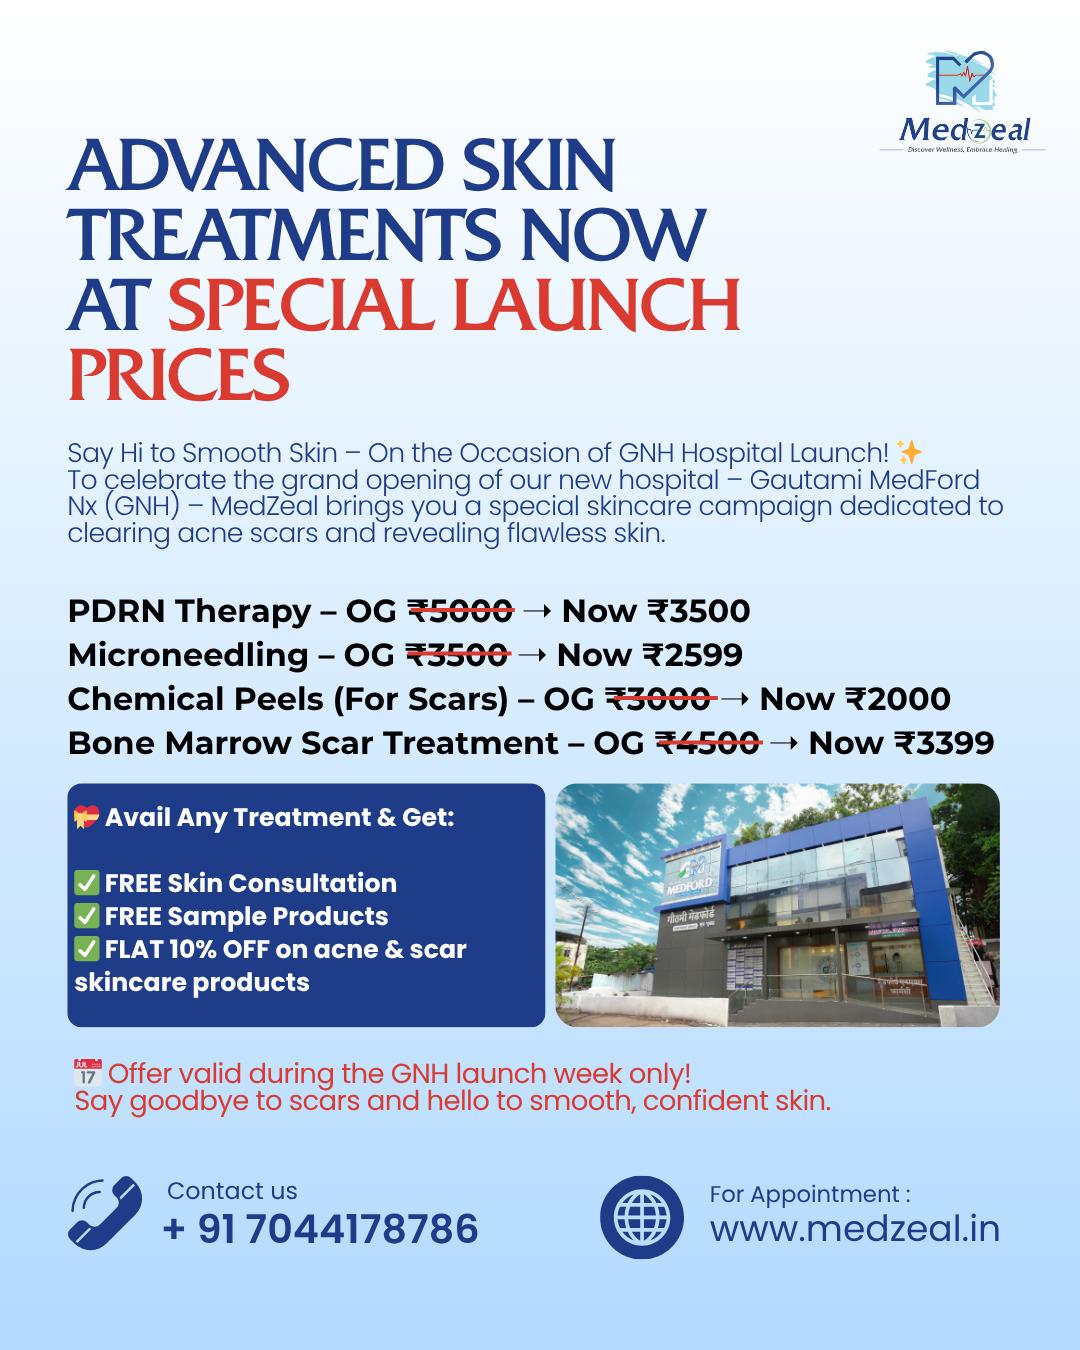 Medzeal
Discover Wellness, Embrace Healing
ADVANCED SKIN
TREATMENTS NOW
AT SPECIAL LAUNCH
PRICES
Say Hi to Smooth Skin – On the Occasion of GNH Hospital Launch! ✨
To celebrate the grand opening of our new hospital – Gautami MedFord
Nx (GNH) – MedZeal brings you a special skincare campaign dedicated to
clearing acne scars and revealing flawless skin.
PDRN Therapy – OG ₹5000 → Now ₹3500
Microneedling – OG ₹3500 → Now ₹2599
Chemical Peels (For Scars) – OG ₹3000 → Now ₹2000
Bone Marrow Scar Treatment – OG ₹4500 → Now ₹3399
💝 Avail Any Treatment & Get:
✅ FREE Skin Consultation
✅ FREE Sample Products
✅ FLAT 10% OFF on acne & scar
skincare products
MEDFORD
गौतमी मेडफोर्ड
📅 Offer valid during the GNH launch week only!
Say goodbye to scars and hello to smooth, confident skin.
Contact us
+ 91 7044178786
For Appointment :
www.medzeal.in